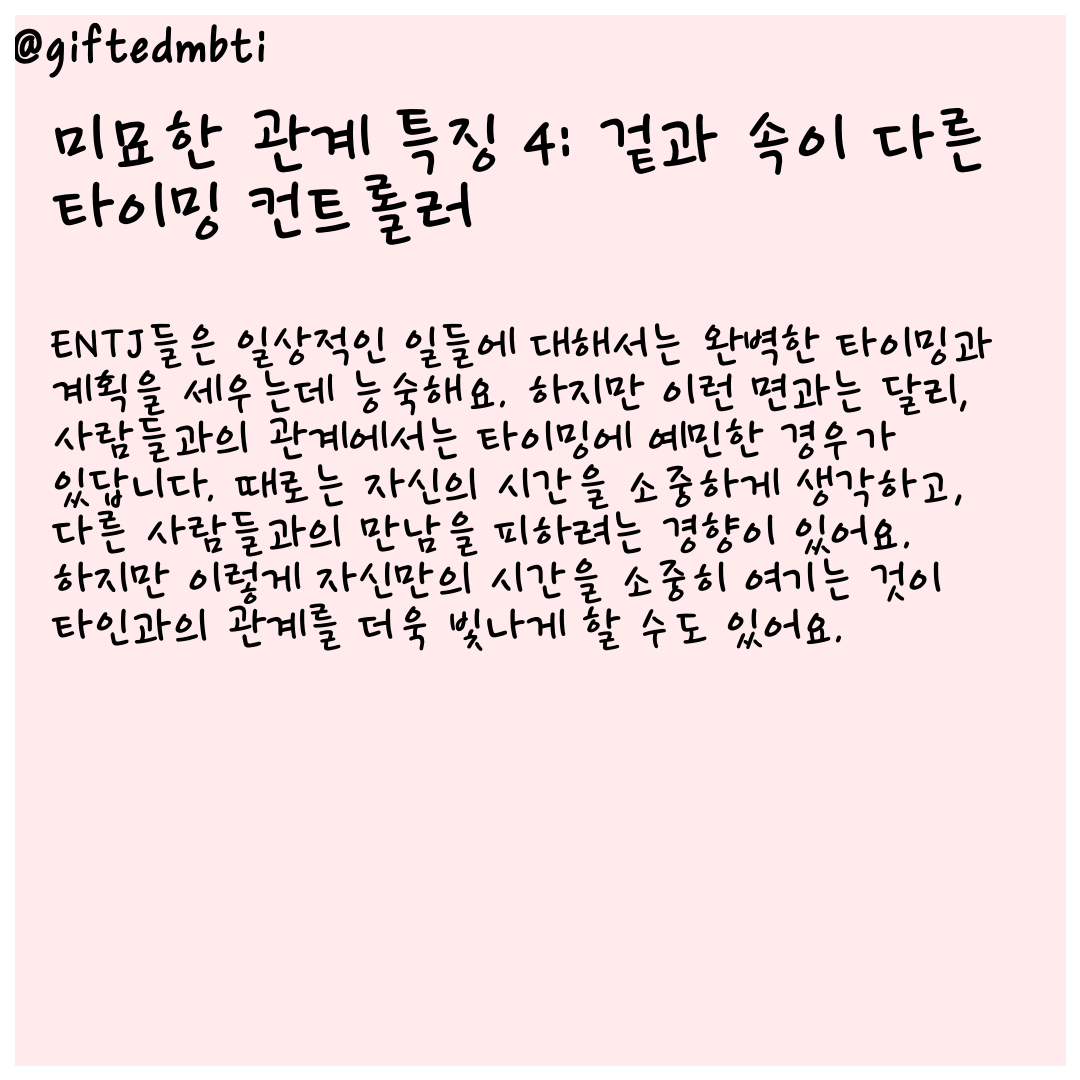 @giftedmbti
미묘한 관계 특징 4: 겉과 속이 다른
타이밍 컨트롤러
ENTJ들은 일상적인 일들에 대해서는 완벽한 타이밍과
계획을 세우는데 능숙해요. 하지만 이런 면과는 달리,
사람들과의 관계에서는 타이밍에 예민한 경우가
있답니다. 때로는 자신의 시간을 소중하게 생각하고,
다른 사람들과의 만남을 피하려는 경향이 있어요.
하지만 이렇게 자신만의 시간을 소중히 여기는 것이
타인과의 관계를 더욱 빛나게 할 수도 있어요.